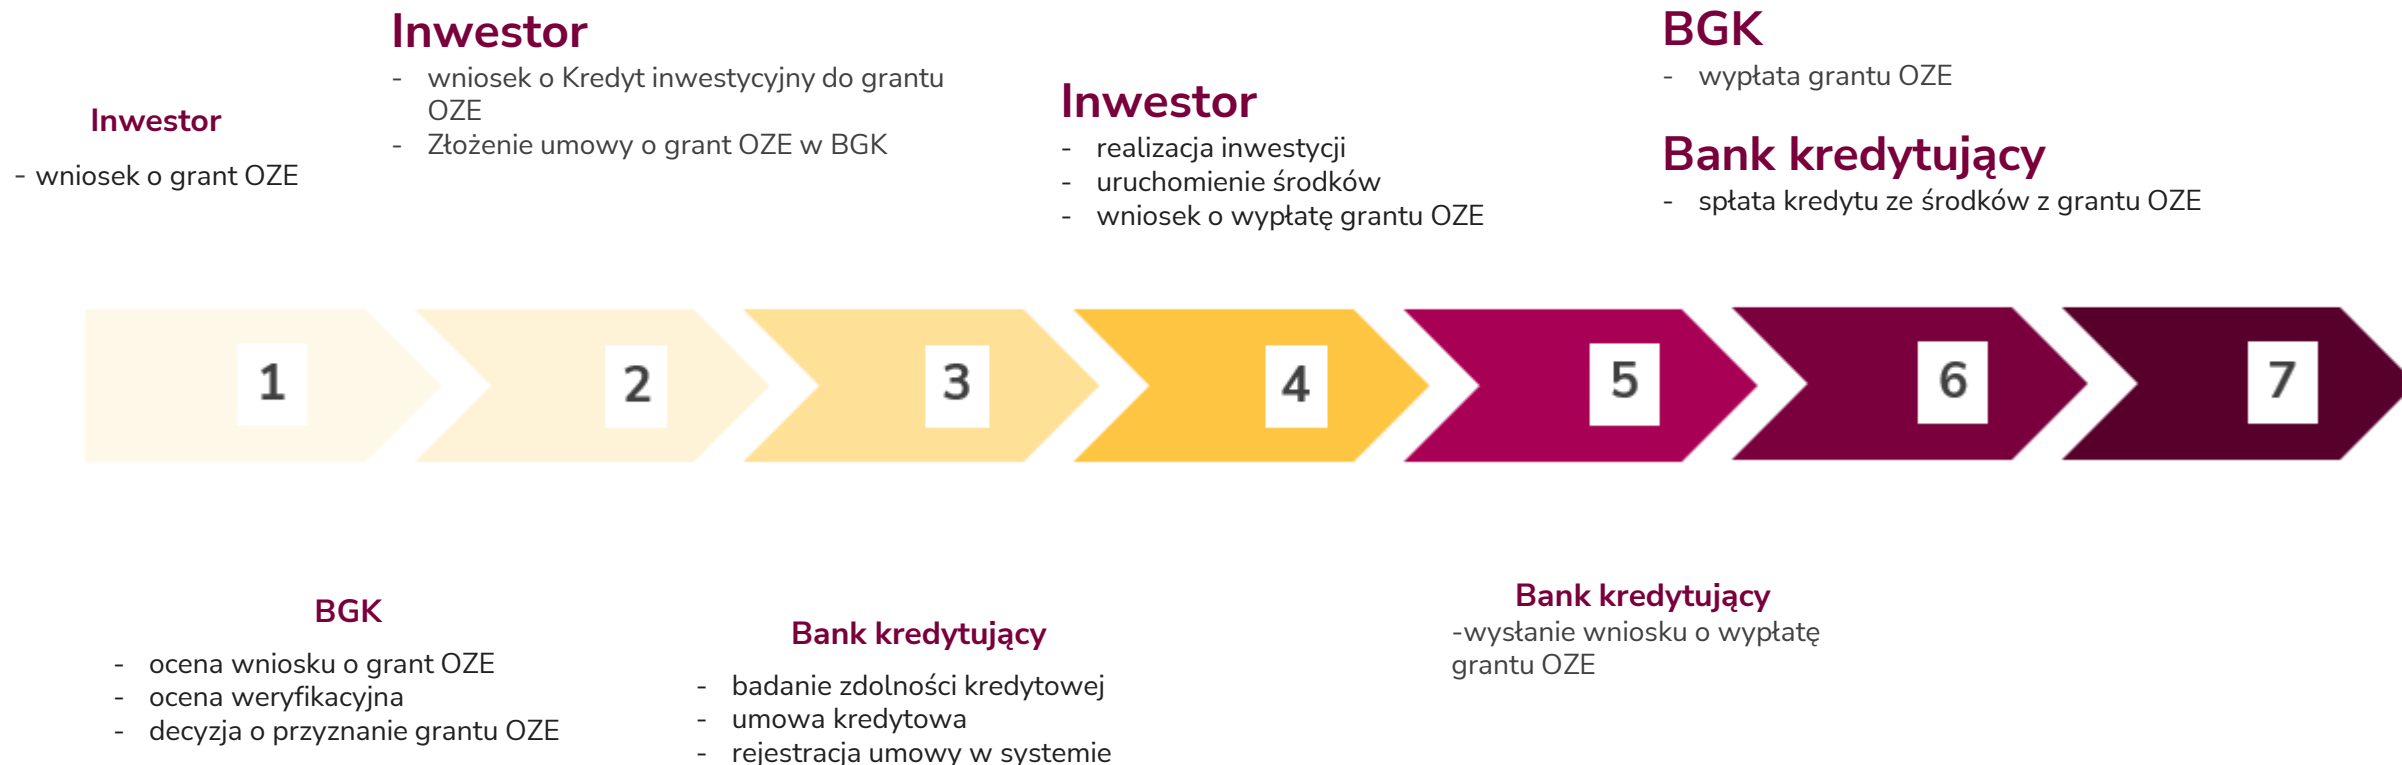 Inwestor
- wniosek o grant OZE
Inwestor
- wniosek o Kredyt inwestycyjny do grantu
OZE
- Złożenie umowy o grant OZE w BGK
Inwestor
- realizacja inwestycji
- uruchomienie środków
- wniosek o wypłatę grantu OZE
BGK
- wypłata grantu OZE
Bank kredytujący
- spłata kredytu ze środków z grantu OZE
1
2
3
4
5
6
7
BGK
- ocena wniosku o grant OZE
- ocena weryfikacyjna
- decyzja o przyznanie grantu OZE
Bank kredytujący
- badanie zdolności kredytowej
- umowa kredytowa
- rejestracja umowy w systemie
Bank kredytujący
-wysłanie wniosku o wypłatę
grantu OZE